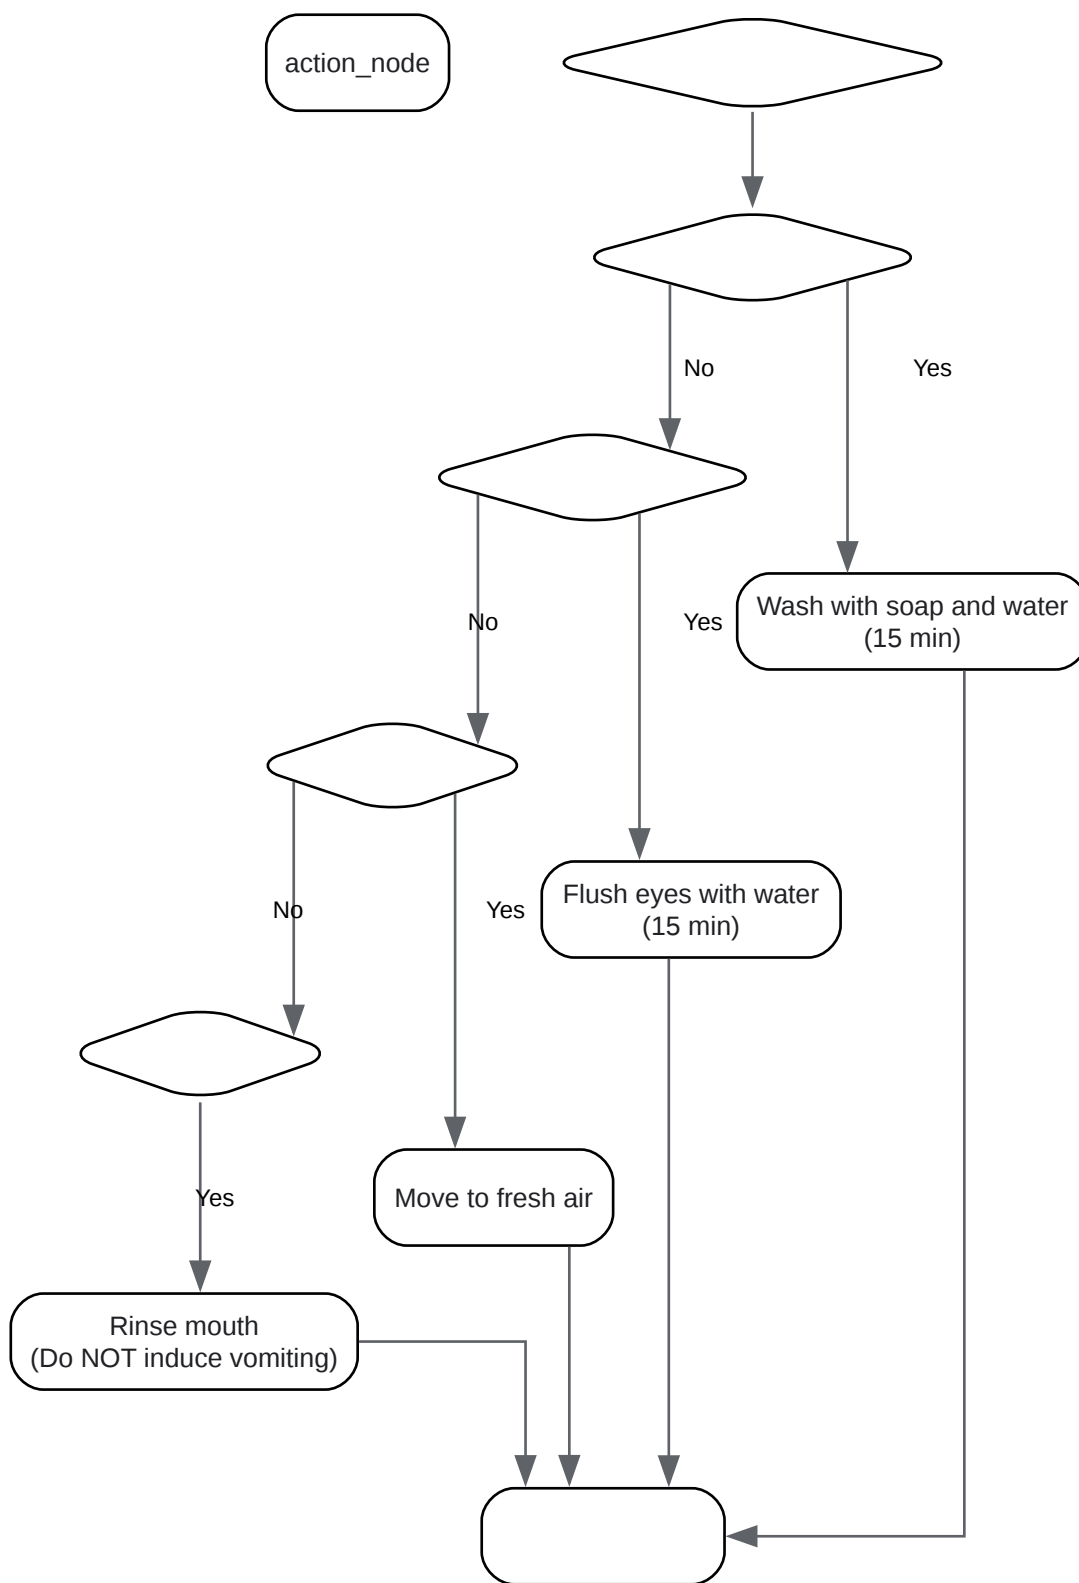 action_node
No
Yes
Wash with soap and water
(15 min)
No
Yes
Flush eyes with water
(15 min)
No
Yes
Move to fresh air
Yes
Rinse mouth
(Do NOT induce vomiting)